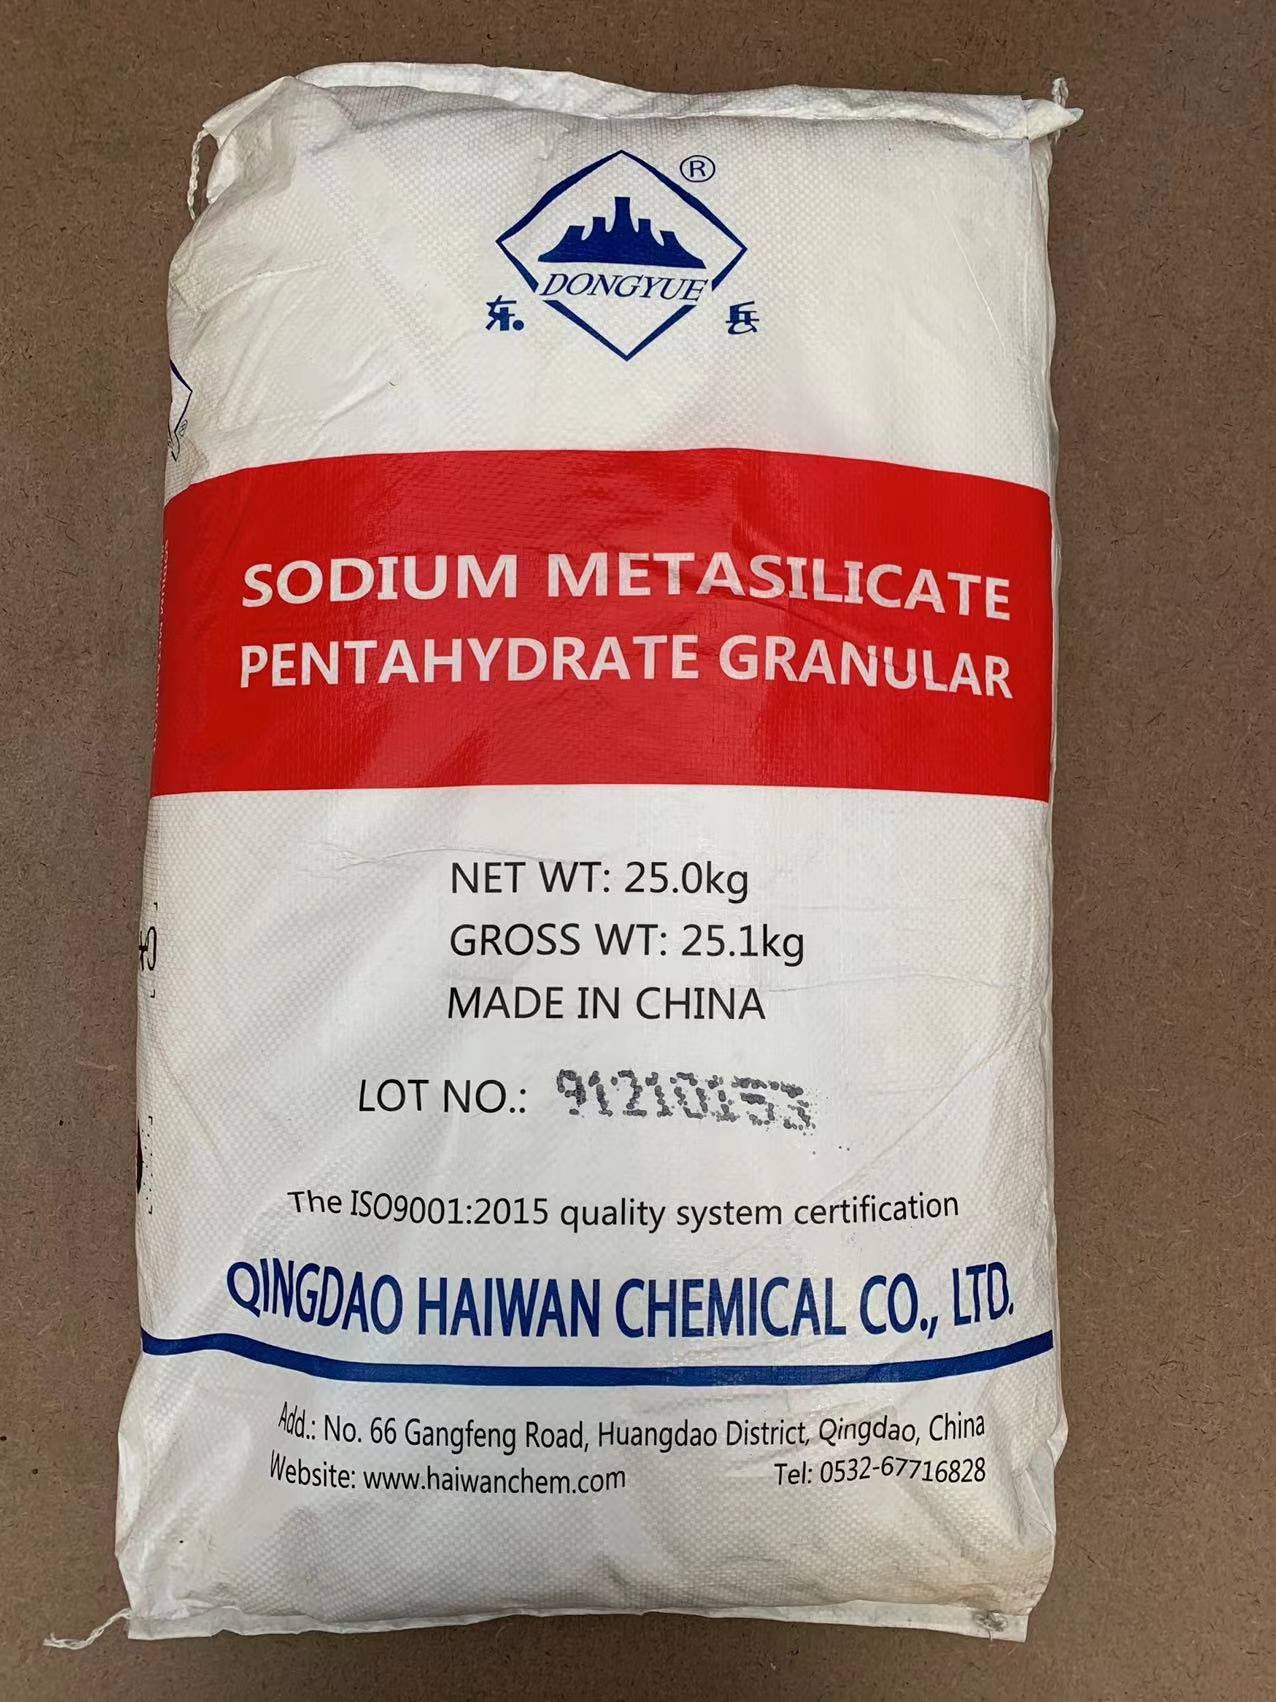 ®
DONGYUE
东岳
SODIUM METASILICATE
PENTAHYDRATE GRANULAR
NET WT: 25.0kg
GROSS WT: 25.1kg
MADE IN CHINA
LOT NO.: 91210153
The ISO9001:2015 quality system certification
QINGDAO HAIWAN CHEMICAL CO., LTD.
Add.: No. 66 Gangfeng Road, Huangdao District, Qingdao, China
Website: www.haiwanchem.com Tel: 0532-67716828